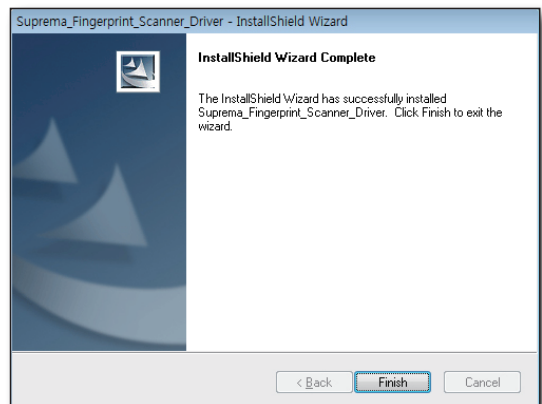 Suprema_Fingerprint_Scanner_Driver - InstallShield Wizard
InstallShield Wizard Complete
The InstallShield Wizard has successfully installed
Suprema_Fingerprint_Scanner_Driver. Click Finish to exit the
wizard.
< Back Finish Cancel